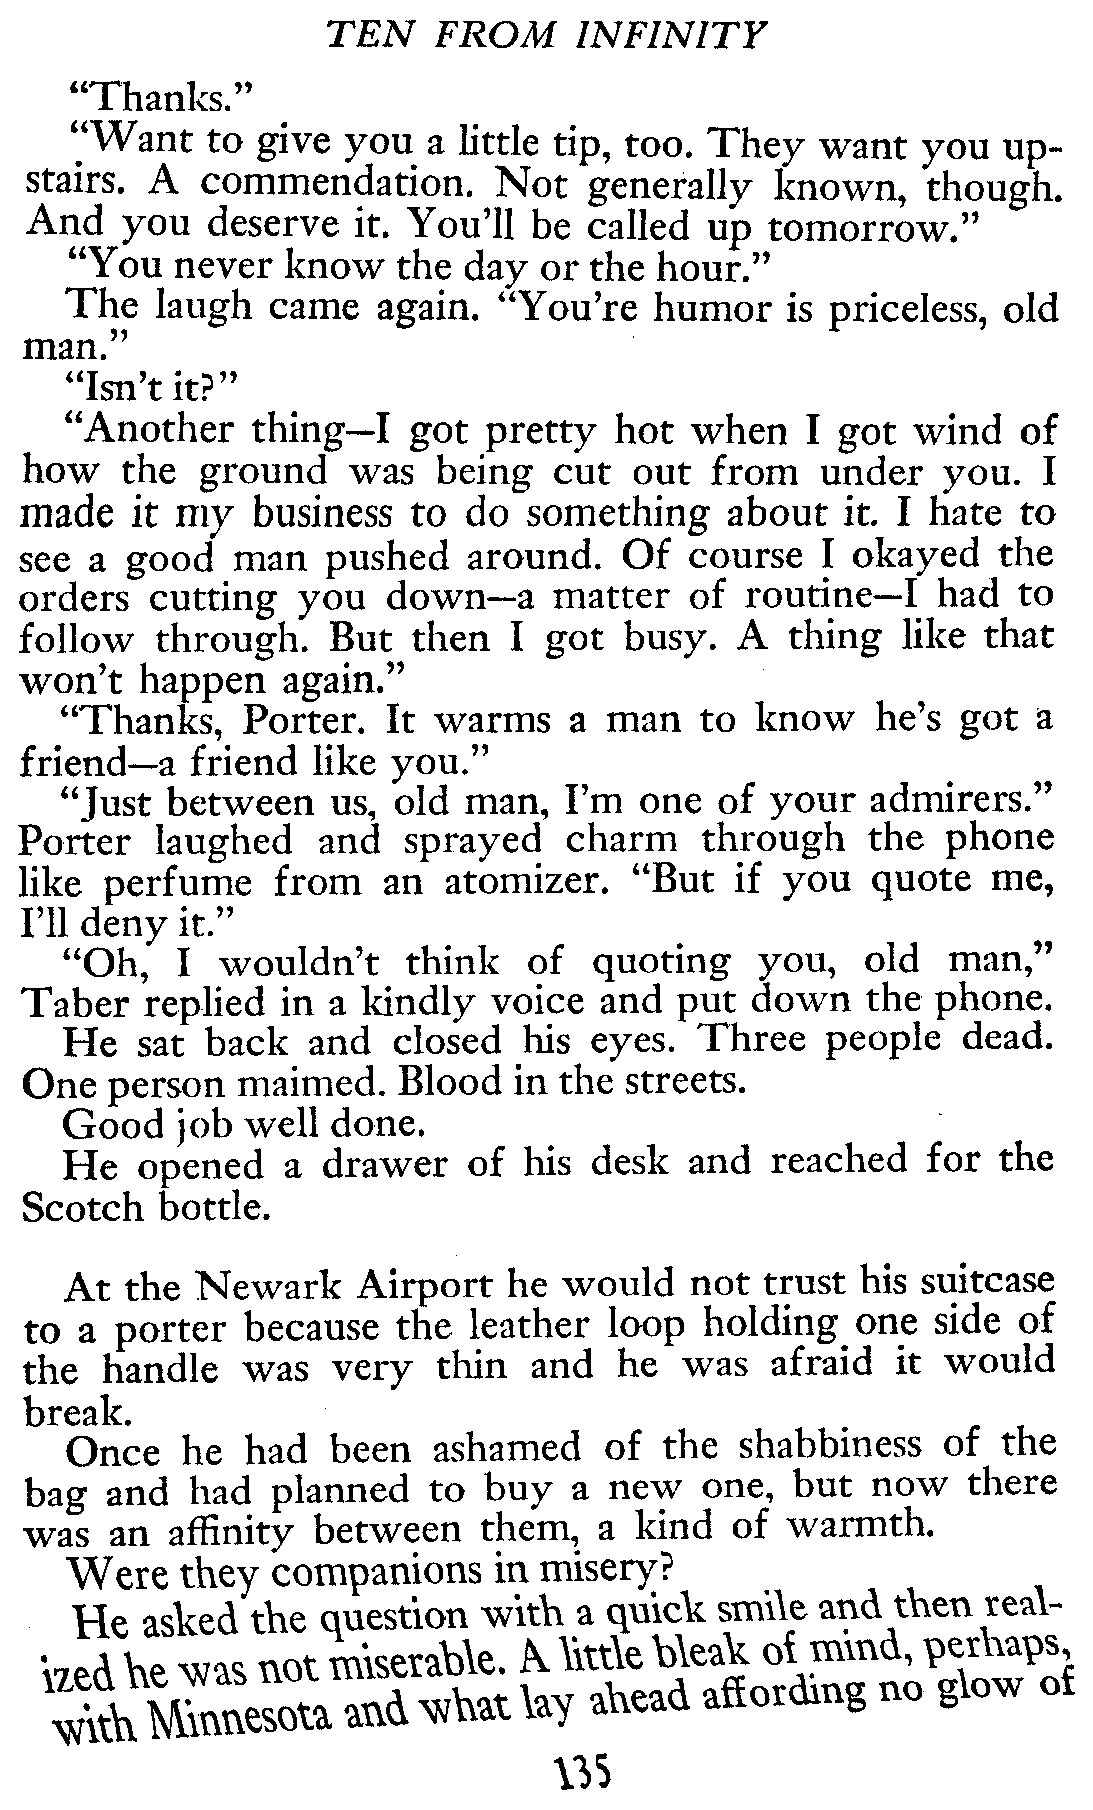 TEN FROM INFINITY
“Thanks.”
“Want to give you a little tip, too. They want you up-
stairs. A commendation. Not generally known, though.
And you deserve it. You'll be called up tomorrow.”
“You never know the day or the hour.”
The laugh came again. “You're humor is priceless, old
man.”
“Isn't it?”
“Another thing—I got pretty hot when I got wind of
how the ground was being cut out from under you. I
made it my business to do something about it. I hate to
see a good man pushed around. Of course I okayed the
orders cutting you down—a matter of routine—I had to
follow through. But then I got busy. A thing like that
won't happen again.”
“Thanks, Porter. It warms a man to know he's got a
friend—a friend like you.”
“Just between us, old man, I'm one of your admirers.”
Porter laughed and sprayed charm through the phone
like perfume from an atomizer. “But if you quote me,
I'll deny it.”
“Oh, I wouldn't think of quoting you, old man,”
Taber replied in a kindly voice and put down the phone.
He sat back and closed his eyes. Three people dead.
One person maimed. Blood in the streets.
Good job well done.
He opened a drawer of his desk and reached for the
Scotch bottle.
At the Newark Airport he would not trust his suitcase
to a porter because the leather loop holding one side of
the handle was very thin and he was afraid it would
break.
Once he had been ashamed of the shabbiness of the
bag and had planned to buy a new one, but now there
was an affinity between them, a kind of warmth.
Were they companions in misery?
He asked the question with a quick smile and then real-
ized he was not miserable. A little bleak of mind, perhaps,
with Minnesota and what lay ahead affording no glow of
135